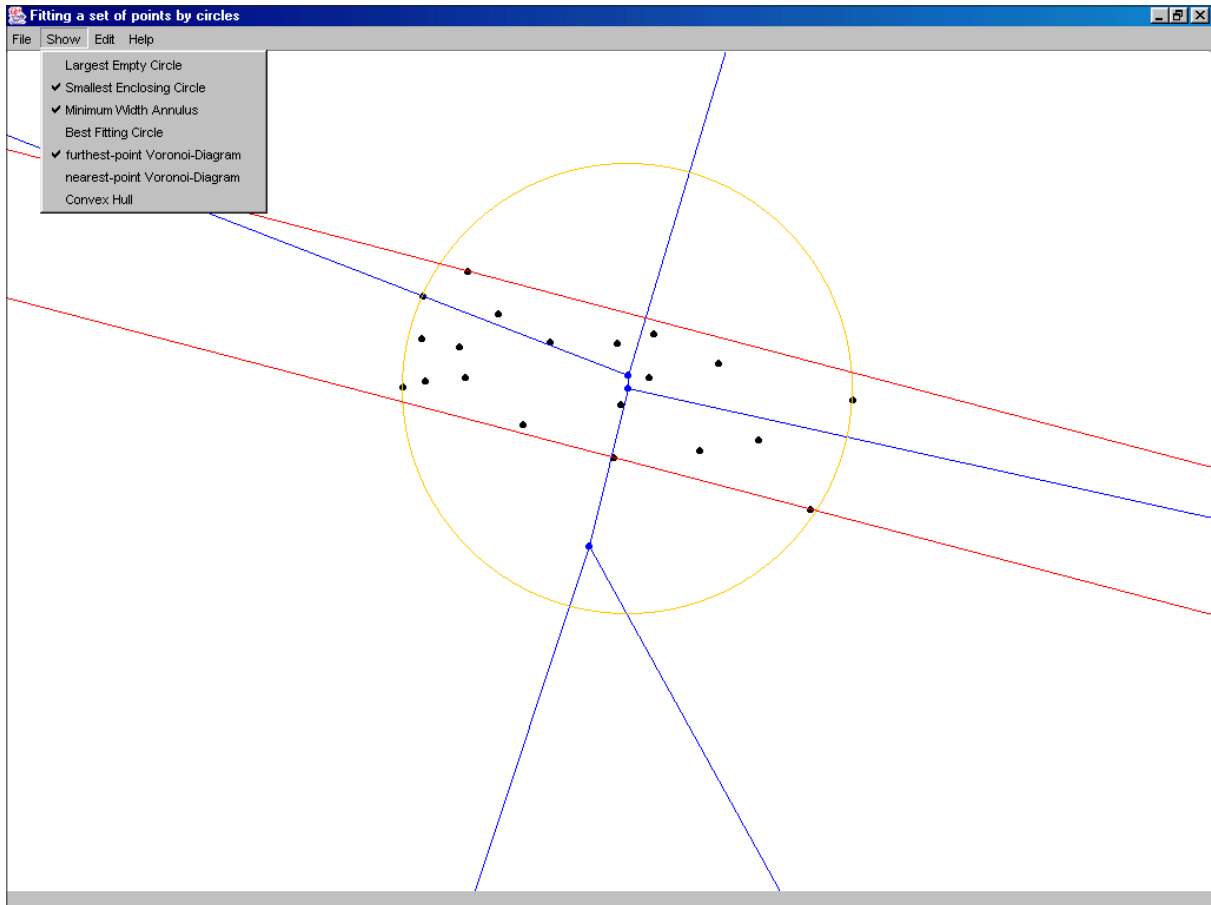 Fitting a set of points by circles
File Show Edit Help
Largest Empty Circle
Smallest Enclosing Circle
Minimum Width Annulus
Best Fitting Circle
furthest-point Voronoi-Diagram
nearest-point Voronoi-Diagram
Convex Hull